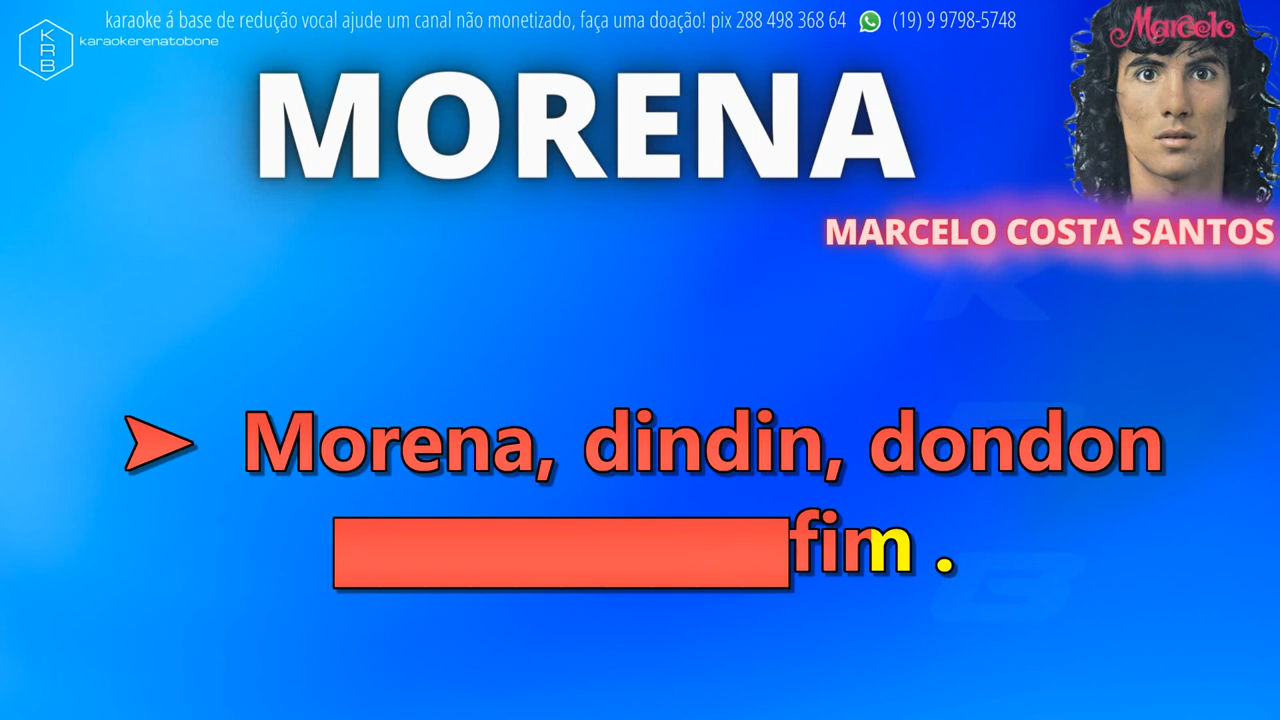 karaoke á base de redução vocal ajude um canal não monetizado, faça uma doação! pix 288 498 368 64 (19) 9 9798-5748
KRB
karaokerenatobone
Marcelo
MORENA
MARCELO COSTA SANTOS
K
R
B
➤ Morena, dindin, dondon
fim .